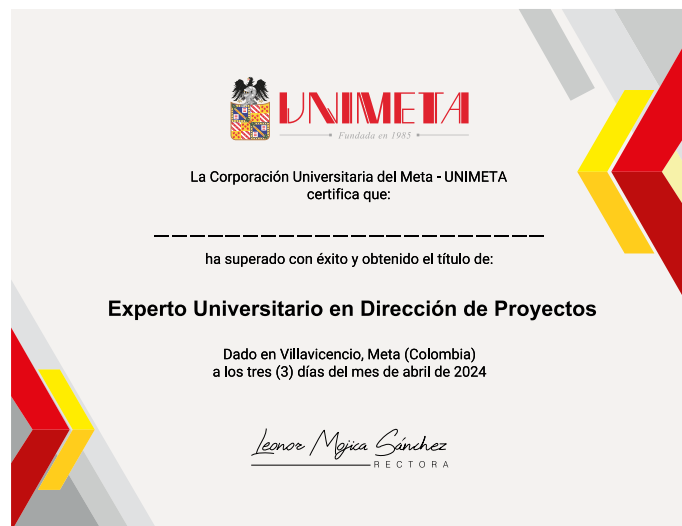 UNIMETA
Fundada en 1985
La Corporación Universitaria del Meta - UNIMETA
certifica que:
ha superado con éxito y obtenido el título de:
Experto Universitario en Dirección de Proyectos
Dado en Villavicencio, Meta (Colombia)
a los tres (3) días del mes de abril de 2024
Leonor Mojica Sánchez
RECTORA